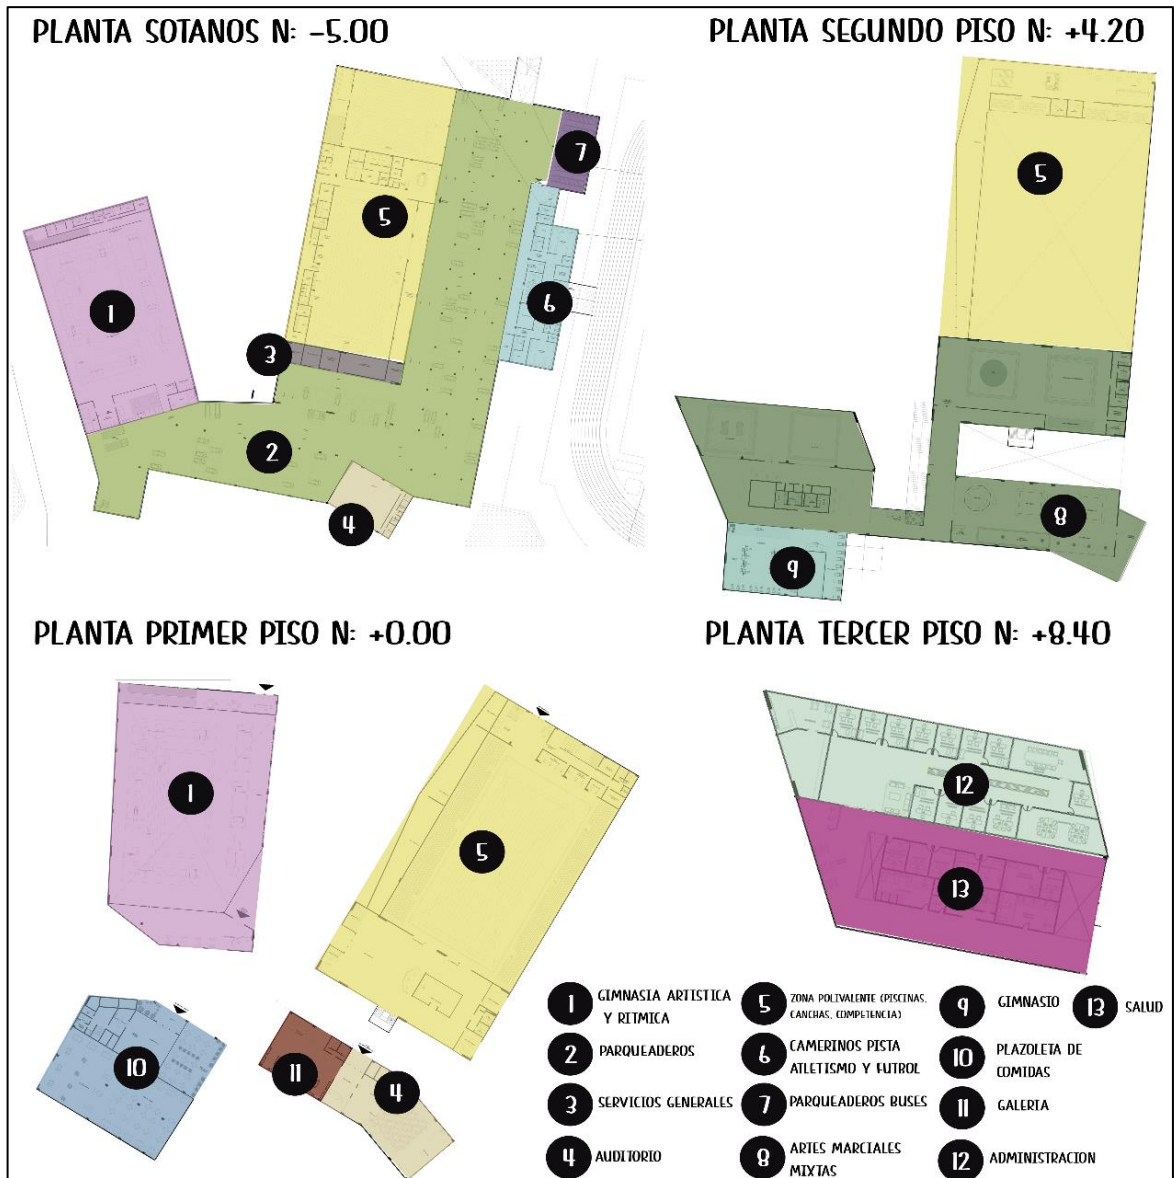 PLANTA SOTANOS N: -5.00
7
5
6
1
3
2
4
PLANTA SEGUNDO PISO N: +4.20
5
8
9
PLANTA PRIMER PISO N: +0.00
1
5
10
11
4
PLANTA TERCER PISO N: +8.40
12
13
1 GIMNASIA ARTISTICA
Y RITMICA
2 PARQUEADEROS
3 SERVICIOS GENERALES
4 AUDITORIO
5 ZONA POLIVALENTE (PISCINAS,
CANCHAS, COMPETENCIA)
6 CAMERINOS PISTA
ATLETISMO Y FUTBOL
7 PARQUEADEROS BUSES
8 ARTES MARCIALES
MIXTAS
9 GIMNASIO
10 PLAZOLETA DE
COMIDAS
11 GALERIA
12 ADMINISTRACION
13 SALUD